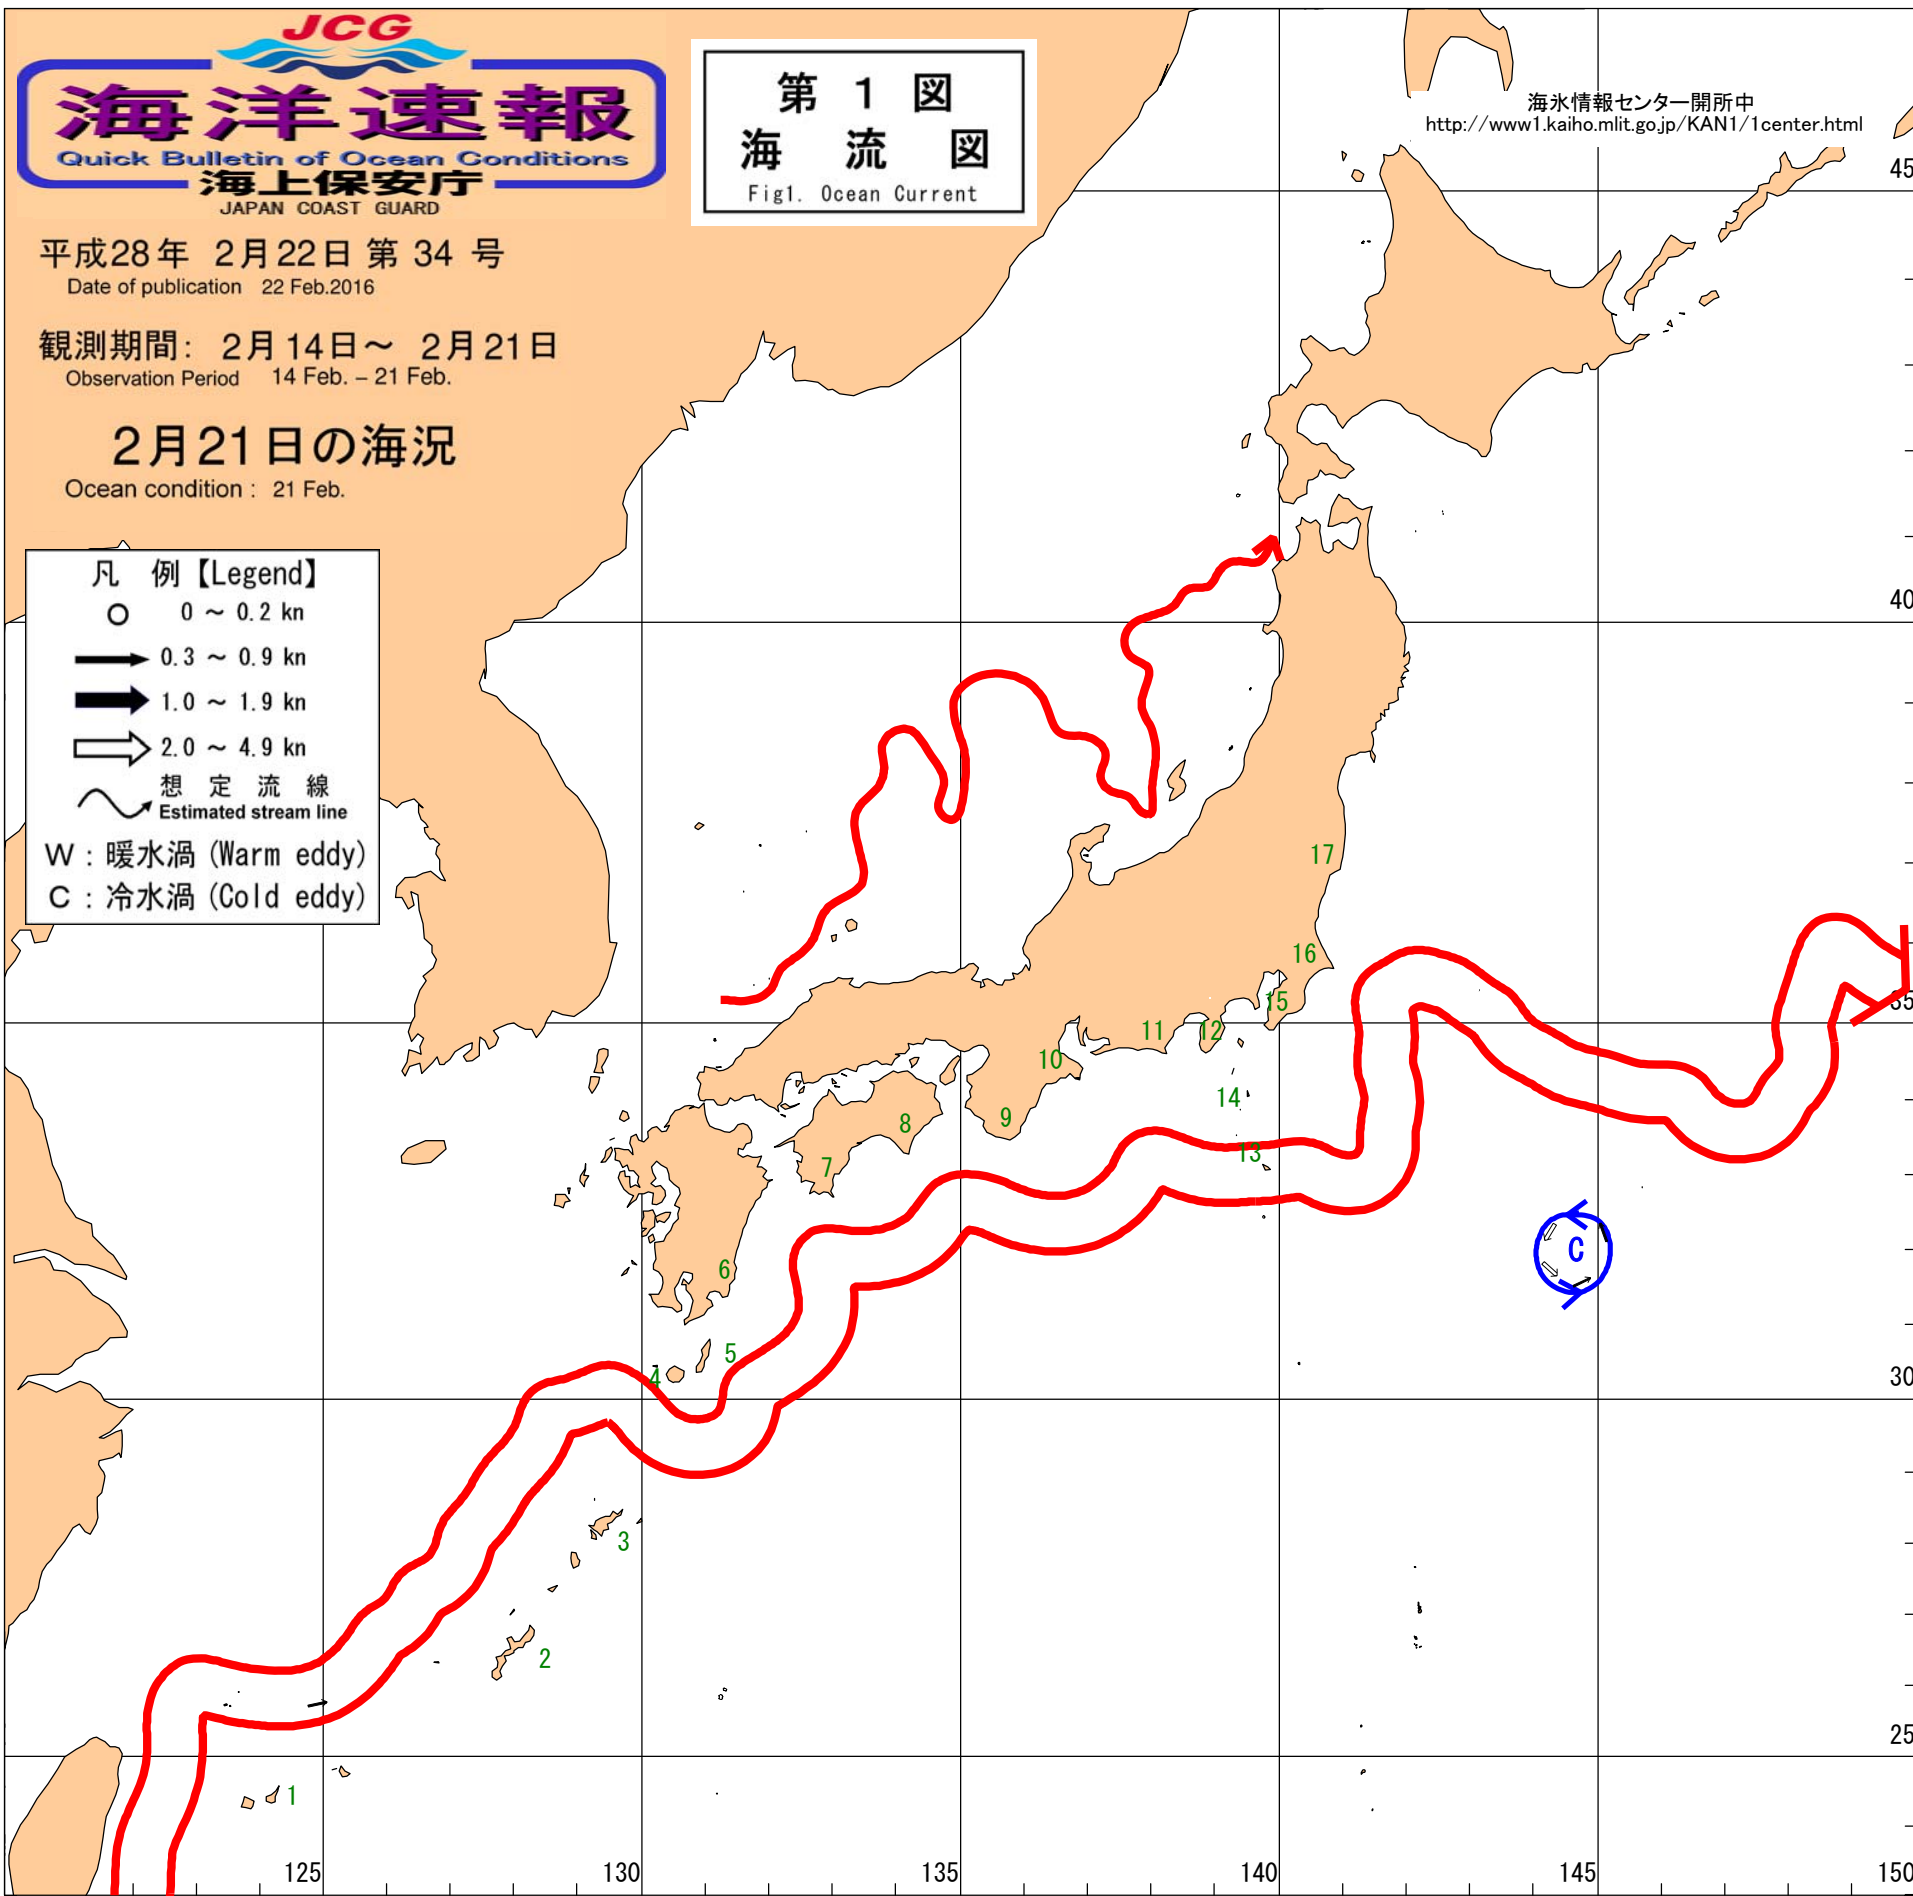 JCG
海洋速報
Quick Bulletin of Ocean Conditions
海上保安庁
JAPAN COAST GUARD
第 1 図
海 流 図
Fig1. Ocean Current
海氷情報センター開所中
http://www1.kaiho.mlit.go.jp/KAN1/1center.html
平成28年 2月22日 第 34 号
Date of publication 22 Feb.2016
観測期間: 2月14日～ 2月21日
Observation Period 14 Feb. – 21 Feb.
2月21日の海況
Ocean condition : 21 Feb.
凡 例【Legend】
0 ～ 0.2 kn
0.3 ～ 0.9 kn
1.0 ～ 1.9 kn
2.0 ～ 4.9 kn
想 定 流 線
Estimated stream line
W : 暖水渦 (Warm eddy)
C : 冷水渦 (Cold eddy)
45
40
17
16
35
15
11
12
10
14
9
8
13
7
C
6
5
4
30
3
2
25
1
125
130
135
140
145
150